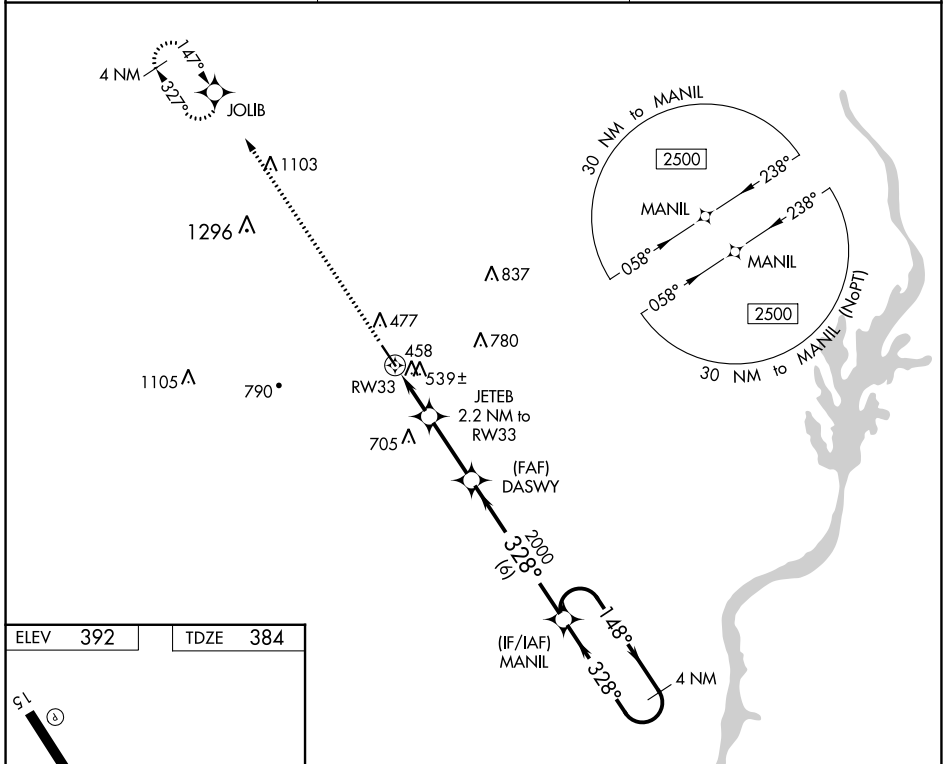 147°
4 NM
327°
JOLIB
1103
1296
30 NM to MANIL
2500
238°
MANIL
058°
238°
MANIL
058°
2500
30 NM to MANIL (NoPT)
837
477
780
458
539±
RW33
1105
790
JETEB
2.2 NM to
RW33
705
(FAF)
DASWY
2000
328°
(6)
(IF/IAF)
MANIL
148°
328°
4 NM
ELEV 392
TDZE 384
15
P